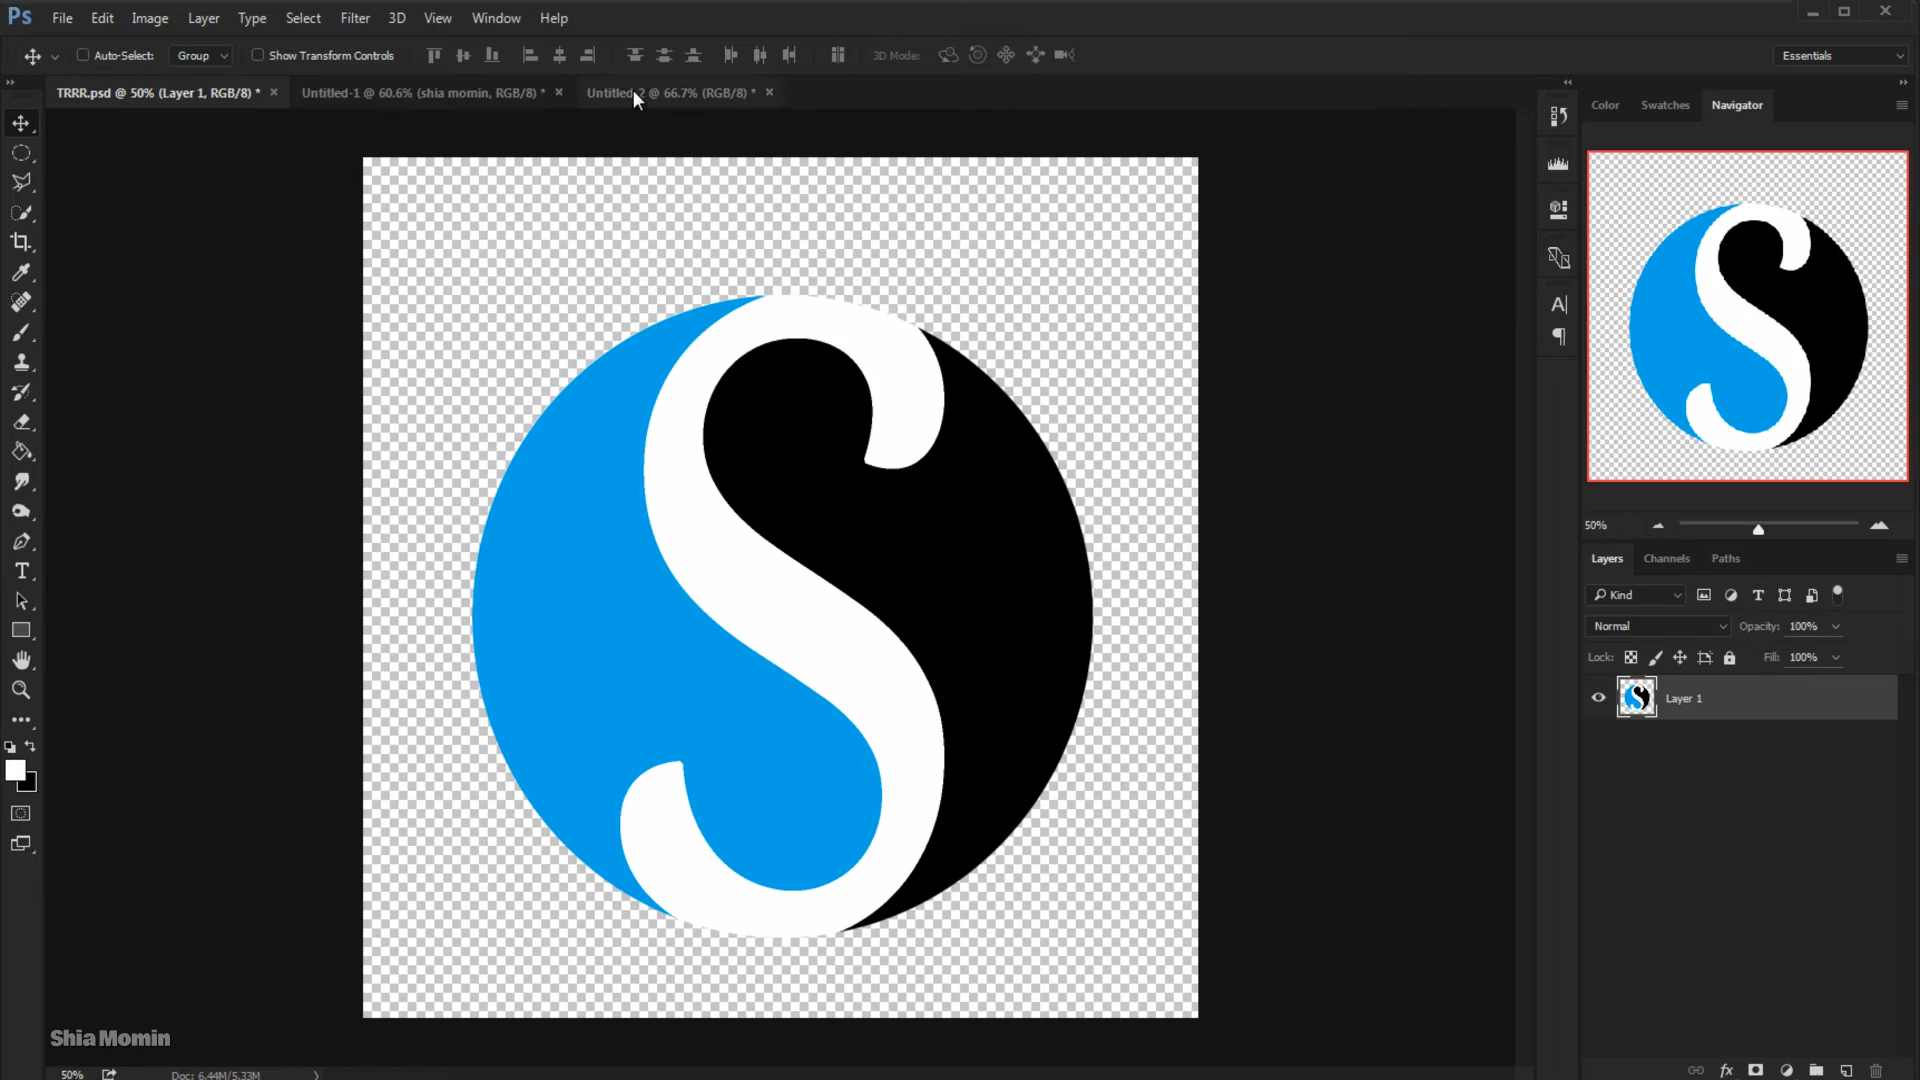 Ps File Edit Image Layer Type Select Filter 3D View Window Help
Auto-Select: Group Show Transform Controls 3D Mode: Essentials
TRRR.psd @ 50% (Layer 1, RGB/8) * × Untitled-1 @ 60.6% (shia momin, RGB/8) * × Untitled-2 @ 66.7% (RGB/8) * ×
Color Swatches Navigator
S
50%
Layers Channels Paths
Kind
Normal Opacity: 100%
Lock: Fill: 100%
Layer 1
Shia Momin
50% Doc: 6.44M/5.33M